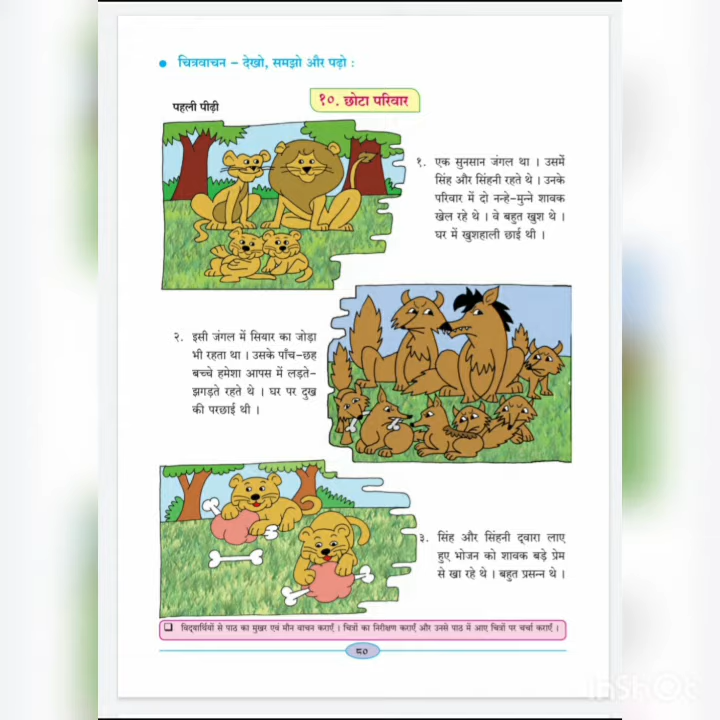 ● चित्रवाचन – देखो, समझो और पढ़ो :
१०. छोटा परिवार
पहली पीढ़ी
१. एक सुनसान जंगल था । उसमें
सिंह और सिंहनी रहते थे । उनके
परिवार में दो नन्हे-मुन्ने शावक
खेल रहे थे । वे बहुत खुश थे ।
घर में खुशहाली छाई थी ।
२. इसी जंगल में सियार का जोड़ा
भी रहता था । उसके पाँच-छह
बच्चे हमेशा आपस में लड़ते-
झगड़ते रहते थे । घर पर दुख
की परछाई थी ।
३. सिंह और सिंहनी द्‌वारा लाए
हुए भोजन को शावक बड़े प्रेम
से खा रहे थे । बहुत प्रसन्न थे ।
❑ विद्‌यार्थियों से पाठ का मुखर एवं मौन वाचन कराएँ । चित्रों का निरीक्षण कराएँ और उनसे पाठ में आए चित्रों पर चर्चा कराएँ ।
८०
InShOt